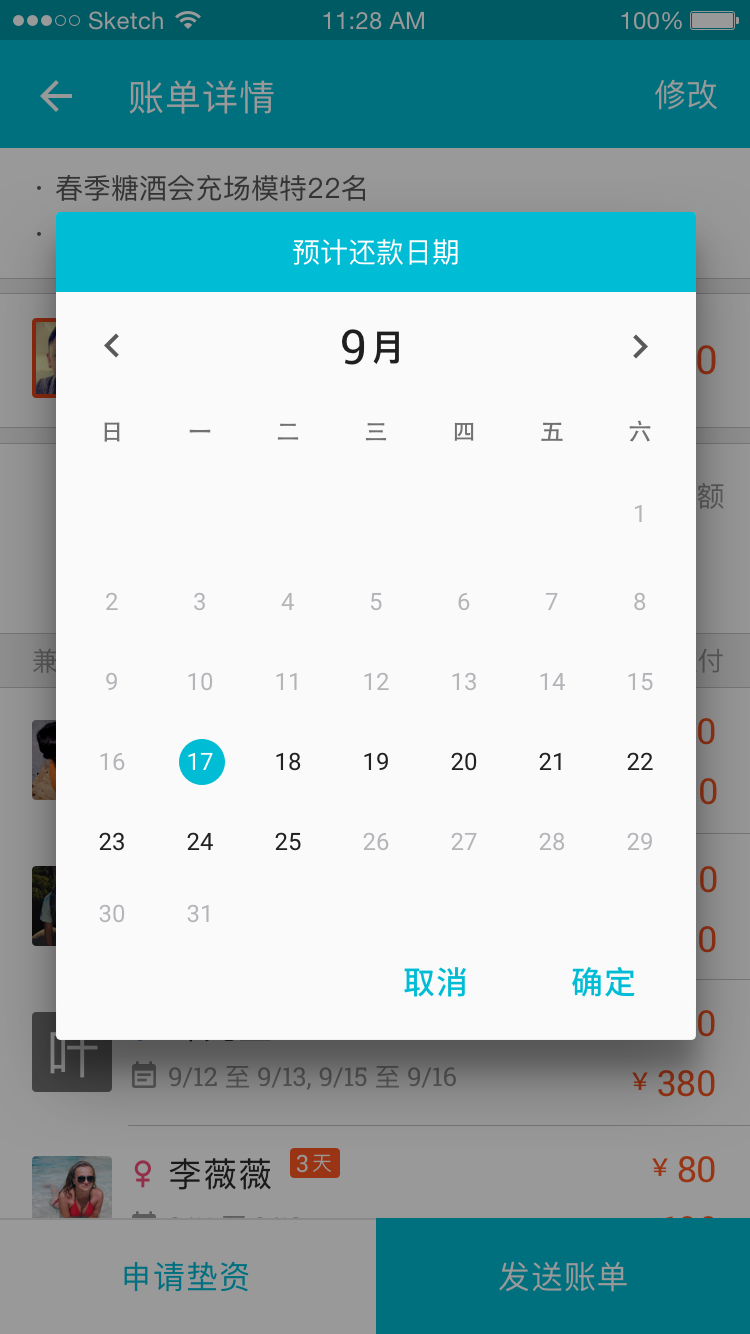 Sketch 11:28 AM 100%
账单详情 修改
· 春季糖酒会充场模特22名
·
预计还款日期
9月
0
日 一 二 三 四 五 六
额
1
2 3 4 5 6 7 8
兼 付
9 10 11 12 13 14 15
0
16 17 18 19 20 21 22
0
23 24 25 26 27 28 29
0
30 31
0
取消 确定
0
叶
9/12 至 9/13, 9/15 至 9/16 ¥ 380
李薇薇 3天 ¥ 80
申请垫资 发送账单